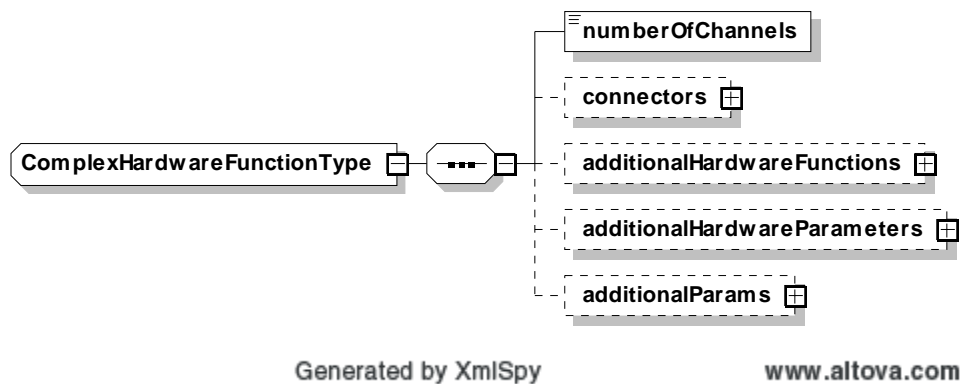 numberOfChannels
connectors
ComplexHardwareFunctionType
additionalHardwareFunctions
additionalHardwareParameters
additionalParams
Generated by XmlSpy
www.altova.com